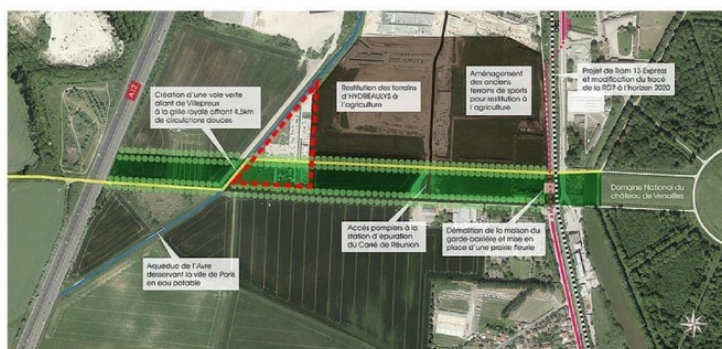 A12
Création d'une voie verte
allant de Villepreux
à la grille royale offrant 4,5km
de circulations douces
Restitution des terrains
d'HYDREAULYS à
l'agriculture
Aménagement des anciens
terrains de sports
pour restitution à
l'agriculture
Projet de Tram 13 Express
et modification du tracé
de la RD7 à l'horizon 2020
Domaine National du
château de Versailles
Accès pompiers à la
station d'épuration
du Carré de Réunion
Démolition de la maison du
garde-barrière et mise en
place d'une prairie fleurie
Aqueduc de l'Avre
desservant la ville de Paris
en eau potable